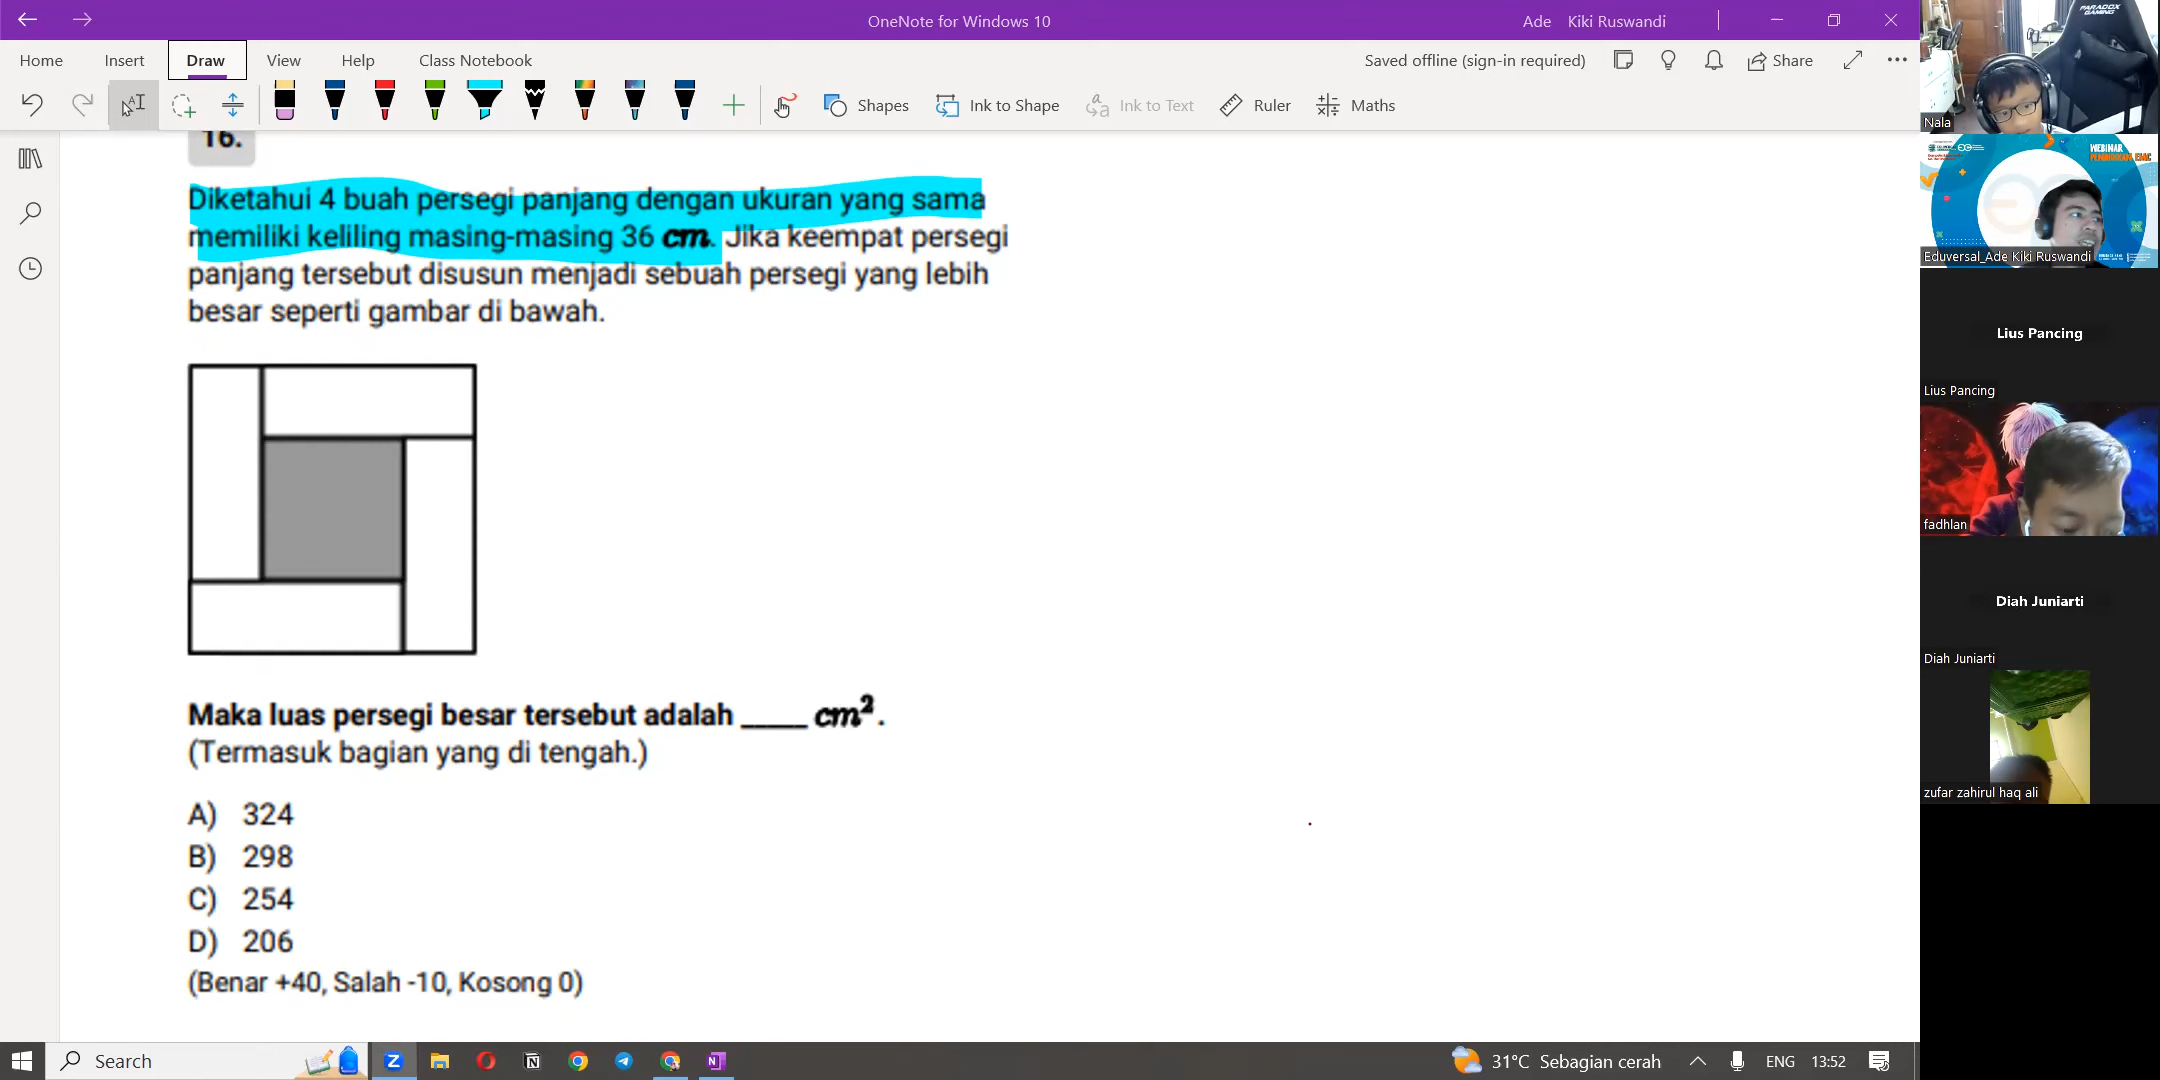 OneNote for Windows 10
Ade Kiki Ruswandi
Home Insert Draw View Help Class Notebook
Saved offline (sign-in required) Share
Shapes Ink to Shape Ink to Text Ruler Maths
16.
Diketahui 4 buah persegi panjang dengan ukuran yang sama
memiliki keliling masing-masing 36 cm. Jika keempat persegi
panjang tersebut disusun menjadi sebuah persegi yang lebih
besar seperti gambar di bawah.
Maka luas persegi besar tersebut adalah ____ cm².
(Termasuk bagian yang di tengah.)
A) 324
B) 298
C) 254
D) 206
(Benar +40, Salah -10, Kosong 0)
PARADOX
GAMING
Nala
WEBINAR
Eduversal_Ade Kiki Ruswandi
Lius Pancing
Lius Pancing
fadhlan
Diah Juniarti
Diah Juniarti
zufar zahirul haq ali
Search
31°C Sebagian cerah
ENG 13:52